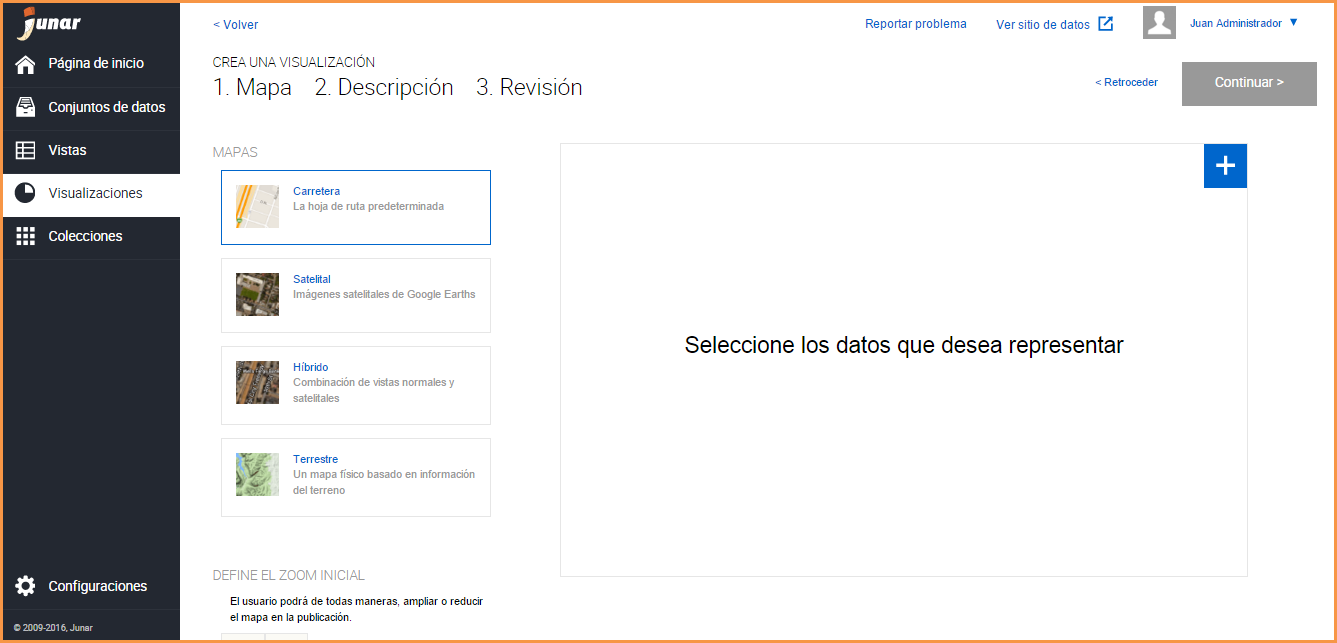 junar
< Volver
Reportar problema
Ver sitio de datos
Juan Administrador ▼
Página de inicio
Conjuntos de datos
Vistas
Visualizaciones
Colecciones
Configuraciones
© 2009-2016, Junar
CREA UNA VISUALIZACIÓN
1. Mapa 2. Descripción 3. Revisión
< Retroceder
Continuar >
MAPAS
Carretera
La hoja de ruta predeterminada
Satelital
Imágenes satelitales de Google Earths
Híbrido
Combinación de vistas normales y
satelitales
Terrestre
Un mapa físico basado en información
del terreno
+
Seleccione los datos que desea representar
DEFINE EL ZOOM INICIAL
El usuario podrá de todas maneras, ampliar o reducir
el mapa en la publicación.